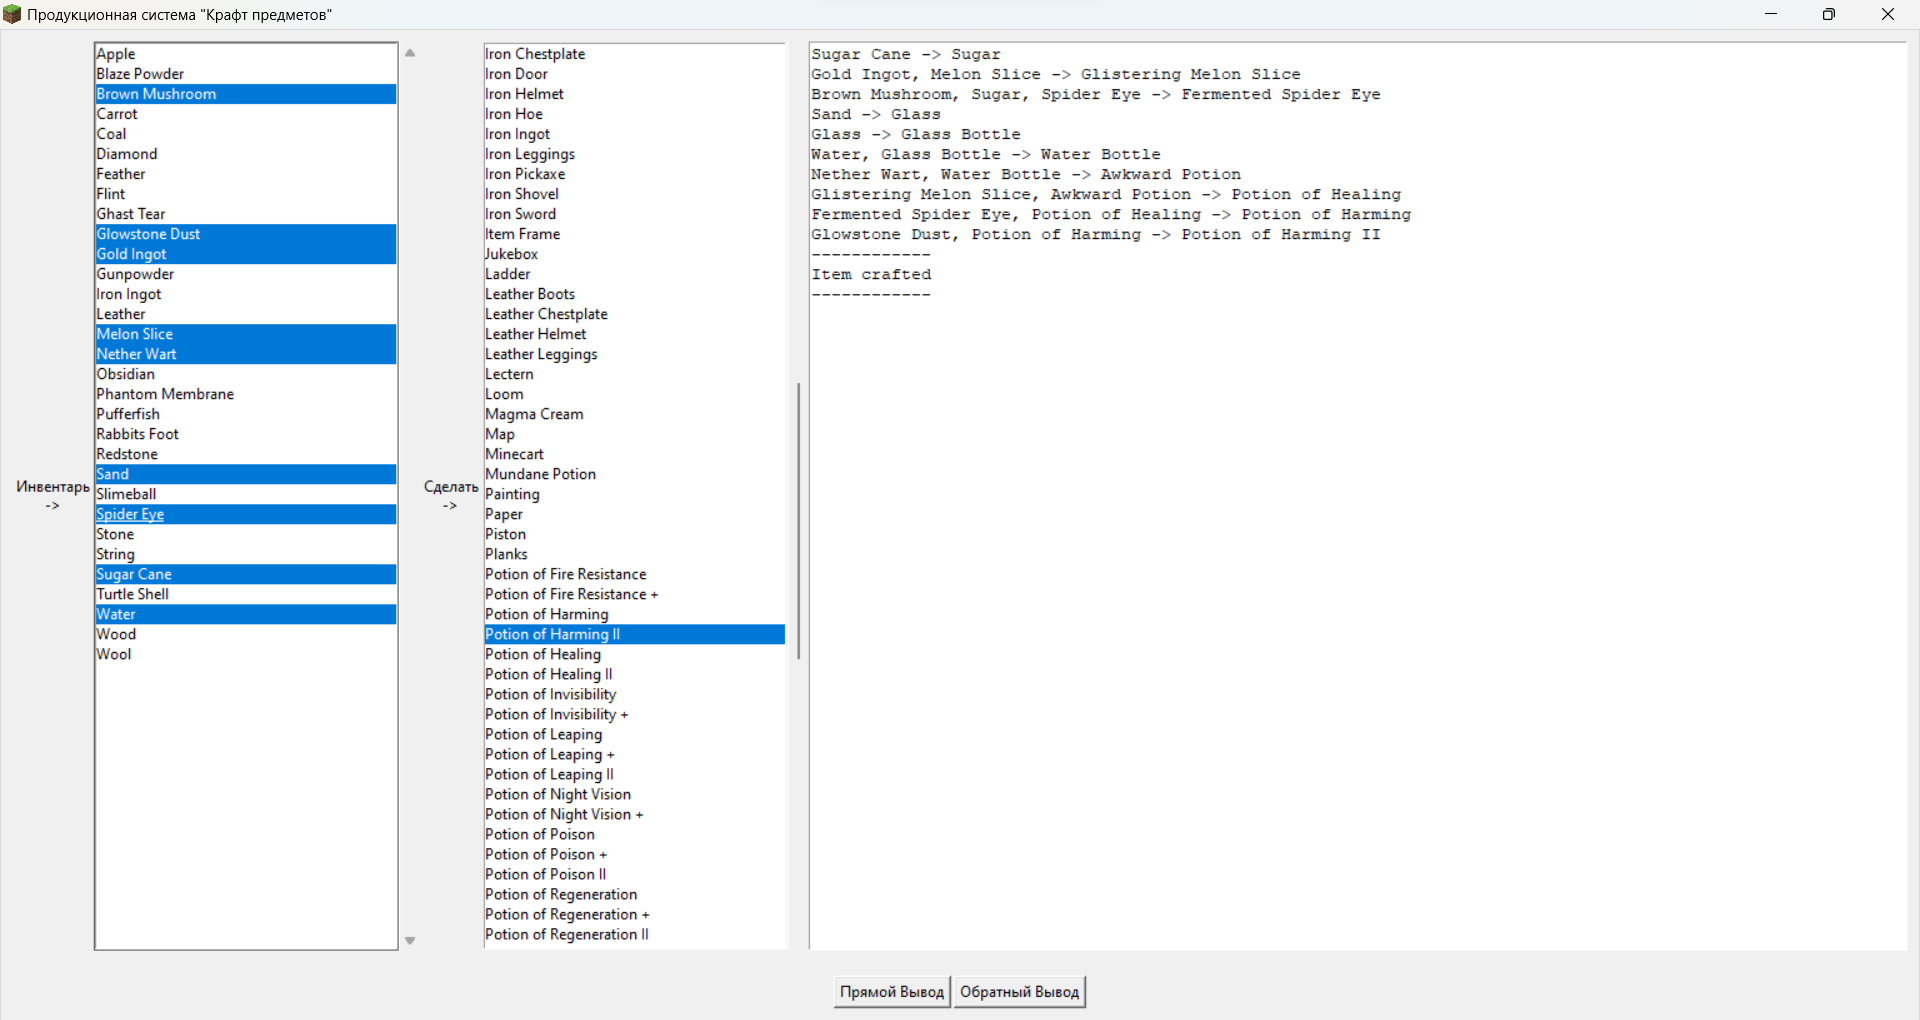 Продукционная система "Крафт предметов"
Инвентарь
->
Apple
Blaze Powder
Brown Mushroom
Carrot
Coal
Diamond
Feather
Flint
Ghast Tear
Glowstone Dust
Gold Ingot
Gunpowder
Iron Ingot
Leather
Melon Slice
Nether Wart
Obsidian
Phantom Membrane
Pufferfish
Rabbits Foot
Redstone
Sand
Slimeball
Spider Eye
Stone
String
Sugar Cane
Turtle Shell
Water
Wood
Wool
Сделать
->
Iron Chestplate
Iron Door
Iron Helmet
Iron Hoe
Iron Ingot
Iron Leggings
Iron Pickaxe
Iron Shovel
Iron Sword
Item Frame
Jukebox
Ladder
Leather Boots
Leather Chestplate
Leather Helmet
Leather Leggings
Lectern
Loom
Magma Cream
Map
Minecart
Mundane Potion
Painting
Paper
Piston
Planks
Potion of Fire Resistance
Potion of Fire Resistance +
Potion of Harming
Potion of Harming II
Potion of Healing
Potion of Healing II
Potion of Invisibility
Potion of Invisibility +
Potion of Leaping
Potion of Leaping +
Potion of Leaping II
Potion of Night Vision
Potion of Night Vision +
Potion of Poison
Potion of Poison +
Potion of Poison II
Potion of Regeneration
Potion of Regeneration +
Potion of Regeneration II
Sugar Cane -> Sugar
Gold Ingot, Melon Slice -> Glistering Melon Slice
Brown Mushroom, Sugar, Spider Eye -> Fermented Spider Eye
Sand -> Glass
Glass -> Glass Bottle
Water, Glass Bottle -> Water Bottle
Nether Wart, Water Bottle -> Awkward Potion
Glistering Melon Slice, Awkward Potion -> Potion of Healing
Fermented Spider Eye, Potion of Healing -> Potion of Harming
Glowstone Dust, Potion of Harming -> Potion of Harming II
------------
Item crafted
------------
Прямой Вывод
Обратный Вывод